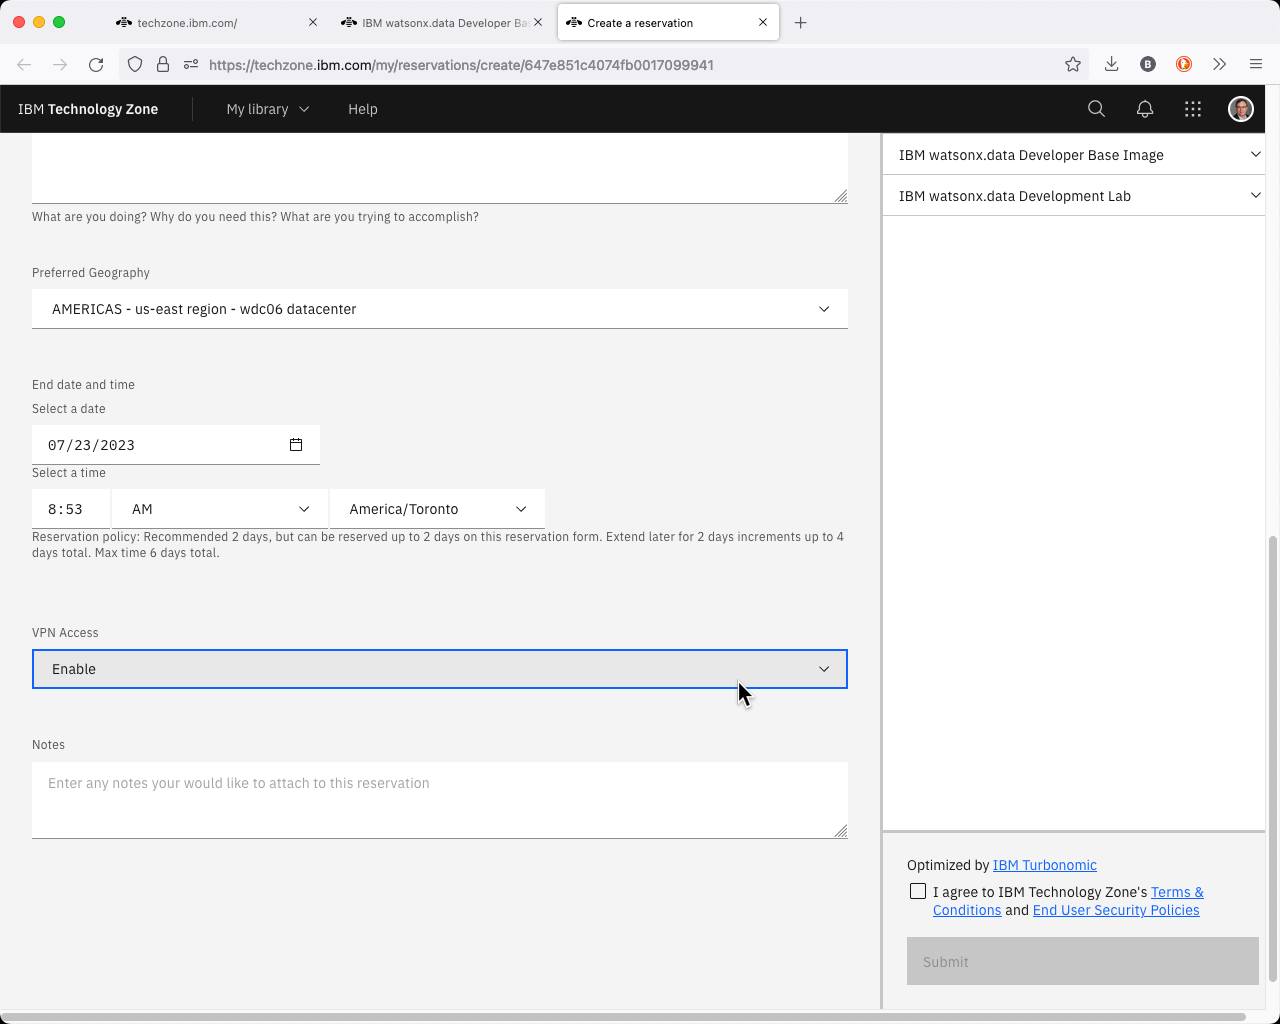 techzone.ibm.com/
IBM watsonx.data Developer Ba
Create a reservation
https://techzone.ibm.com/my/reservations/create/647e851c4074fb0017099941
B
IBM Technology Zone
My library
Help
What are you doing? Why do you need this? What are you trying to accomplish?
Preferred Geography
AMERICAS - us-east region - wdc06 datacenter
End date and time
Select a date
07/23/2023
Select a time
8:53
AM
America/Toronto
Reservation policy: Recommended 2 days, but can be reserved up to 2 days on this reservation form. Extend later for 2 days increments up to 4
days total. Max time 6 days total.
VPN Access
Enable
Notes
Enter any notes your would like to attach to this reservation
IBM watsonx.data Developer Base Image
IBM watsonx.data Development Lab
Optimized by IBM Turbonomic
I agree to IBM Technology Zone's Terms &
Conditions and End User Security Policies
Submit